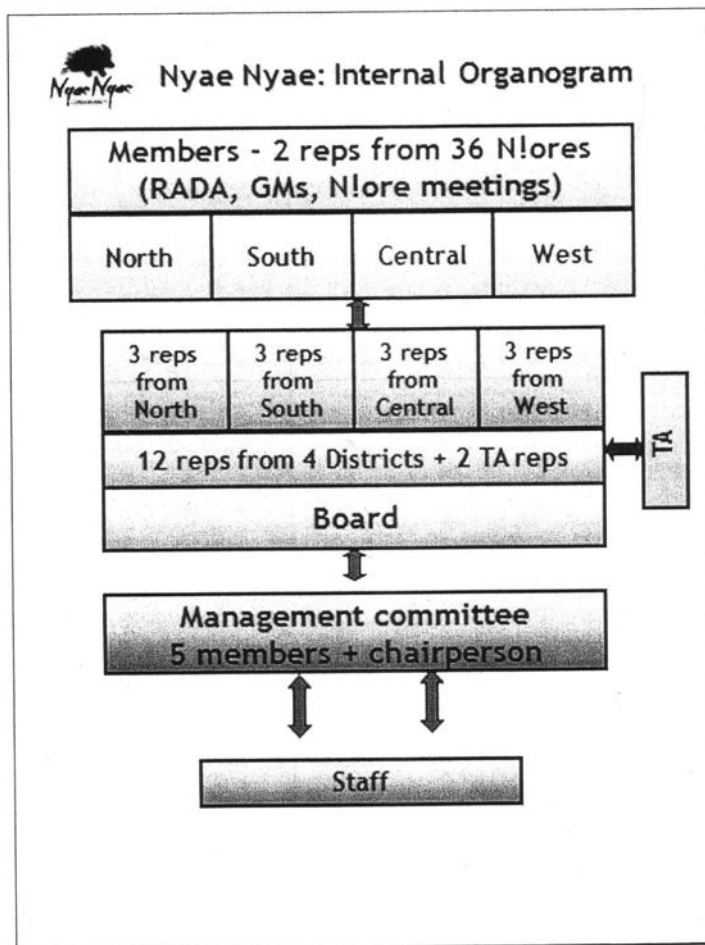 Nyae Nyae
Nyae Nyae: Internal Organogram
Members - 2 reps from 36 N!ores
(RADA, GMs, N!ore meetings)
North
South
Central
West
3 reps
from
North
3 reps
from
South
3 reps
from
Central
3 reps
from
West
12 reps from 4 Districts + 2 TA reps
TA
Board
Management committee
5 members + chairperson
Staff